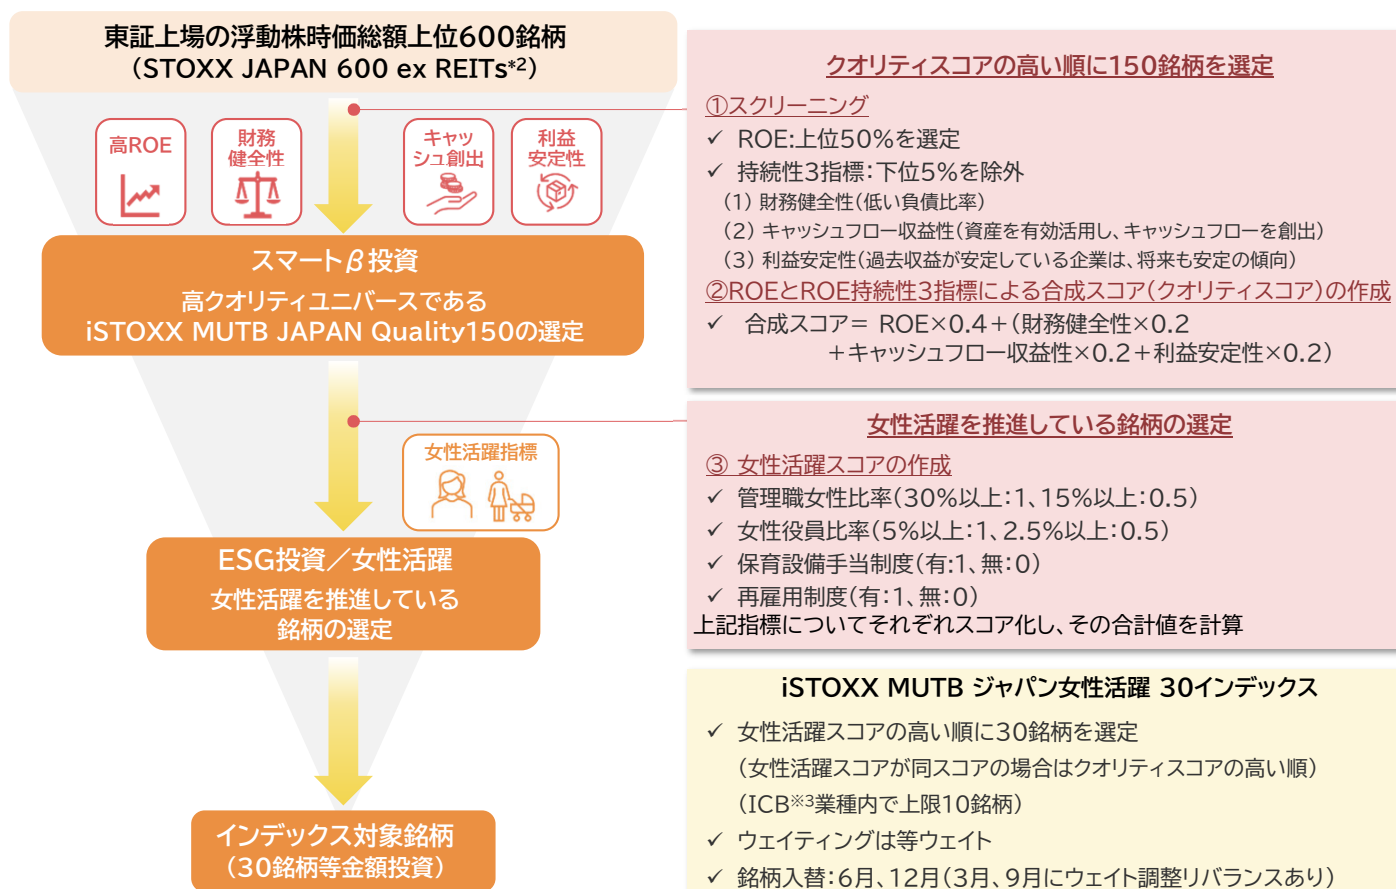 東証上場の浮動株時価総額上位600銘柄
(STOXX JAPAN 600 ex REITs*2)
高ROE
財務
健全性
キャッ
シュ創出
利益
安定性
スマートβ投資
高クオリティユニバースである
iSTOXX MUTB JAPAN Quality150の選定
女性活躍指標
ESG投資／女性活躍
女性活躍を推進している
銘柄の選定
インデックス対象銘柄
(30銘柄等金額投資)
クオリティスコアの高い順に150銘柄を選定
①スクリーニング
✓ ROE:上位50%を選定
✓ 持続性3指標:下位5%を除外
(1) 財務健全性(低い負債比率)
(2) キャッシュフロー収益性(資産を有効活用し、キャッシュフローを創出)
(3) 利益安定性(過去収益が安定している企業は、将来も安定の傾向)
②ROEとROE持続性3指標による合成スコア(クオリティスコア)の作成
✓ 合成スコア= ROE×0.4+(財務健全性×0.2
+キャッシュフロー収益性×0.2+利益安定性×0.2)
女性活躍を推進している銘柄の選定
③ 女性活躍スコアの作成
✓ 管理職女性比率(30%以上:1、15%以上:0.5)
✓ 女性役員比率(5%以上:1、2.5%以上:0.5)
✓ 保育設備手当制度(有:1、無:0)
✓ 再雇用制度(有:1、無:0)
上記指標についてそれぞれスコア化し、その合計値を計算
iSTOXX MUTB ジャパン女性活躍 30インデックス
✓ 女性活躍スコアの高い順に30銘柄を選定
(女性活躍スコアが同スコアの場合はクオリティスコアの高い順)
(ICB※3業種内で上限10銘柄)
✓ ウェイティングは等ウェイト
✓ 銘柄入替:6月、12月(3月、9月にウェイト調整リバランスあり)